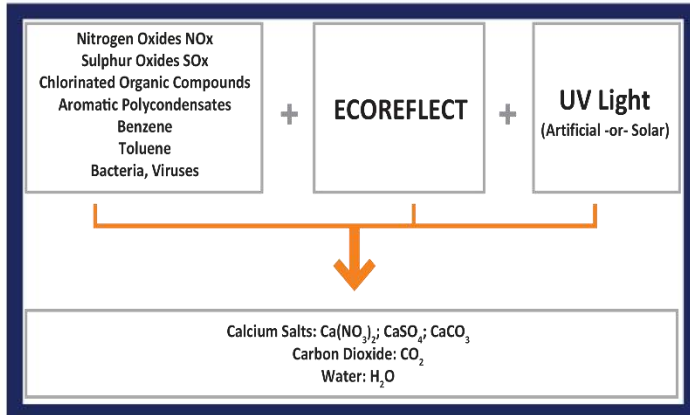 Nitrogen Oxides NOx
Sulphur Oxides SOx
Chlorinated Organic Compounds
Aromatic Polycondensates
Benzene
Toluene
Bacteria, Viruses
+
ECOREFLECT
+
UV Light
(Artificial -or- Solar)
Calcium Salts: Ca(NO₃)₂; CaSO₄; CaCO₃
Carbon Dioxide: CO₂
Water: H₂O